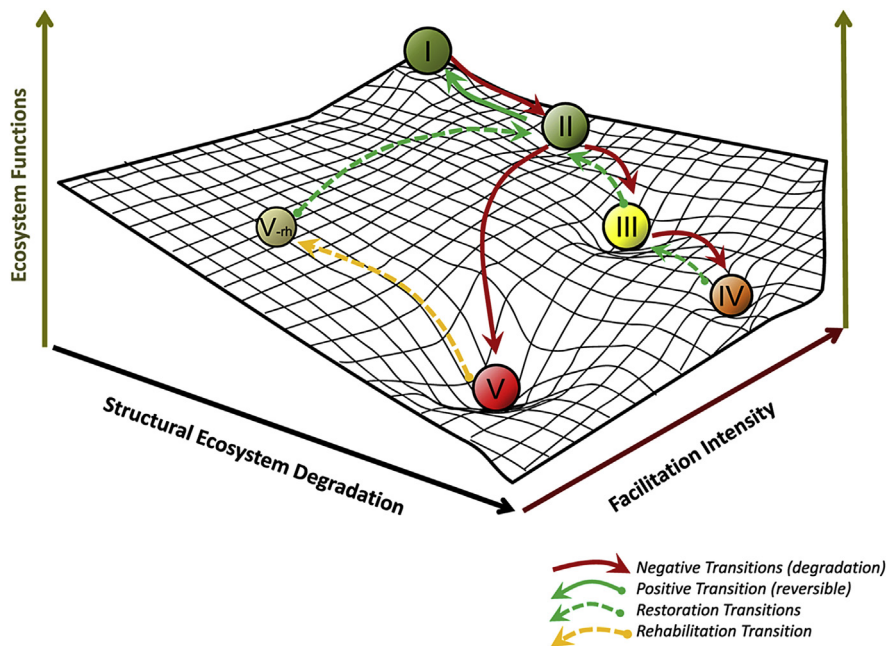 I
II
Ecosystem Functions
V-rh
III
IV
V
Structural Ecosystem Degradation
Facilitation Intensity
Negative Transitions (degradation)
Positive Transition (reversible)
Restoration Transitions
Rehabilitation Transition